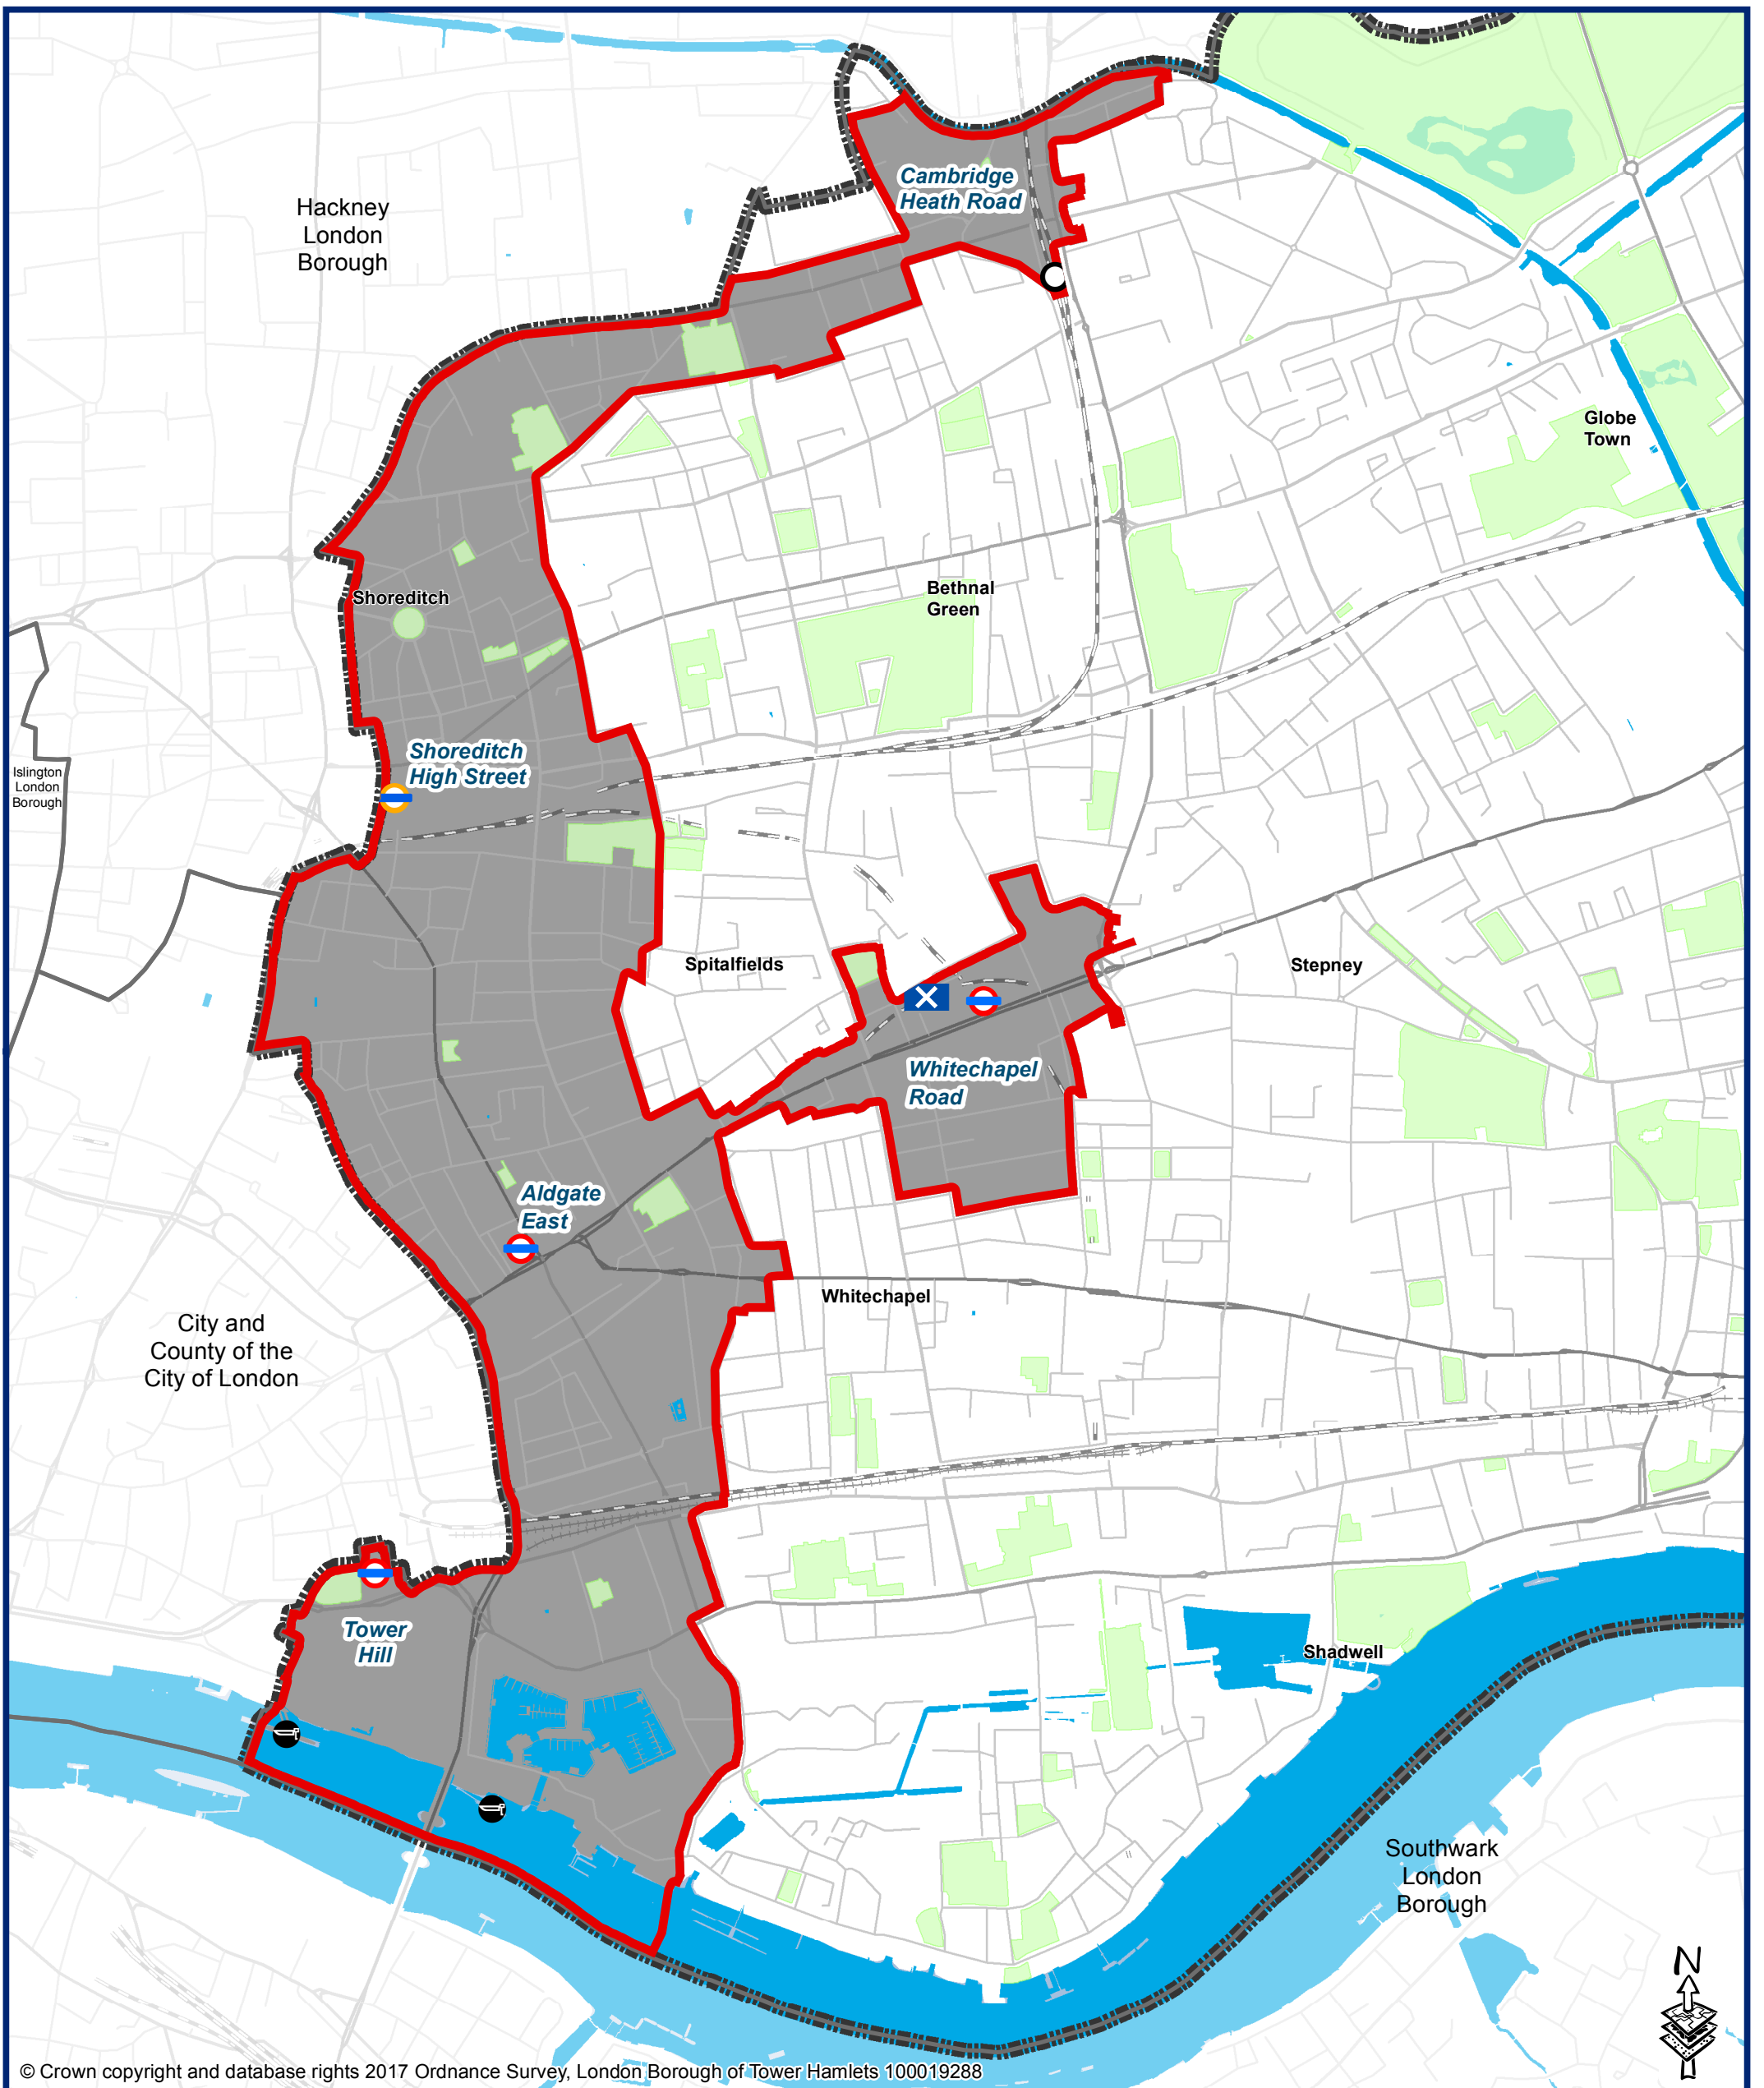 Cambridge
Heath Road
Hackney
London
Borough
Globe
Town
Bethnal
Green
Shoreditch
Shoreditch
High Street
Islington
London
Borough
Spitalfields
Stepney
Whitechapel
Road
Aldgate
East
Whitechapel
City and
County of the
City of London
Tower
Hill
Shadwell
Southwark
London
Borough
N
© Crown copyright and database rights 2017 Ordnance Survey, London Borough of Tower Hamlets 100019288